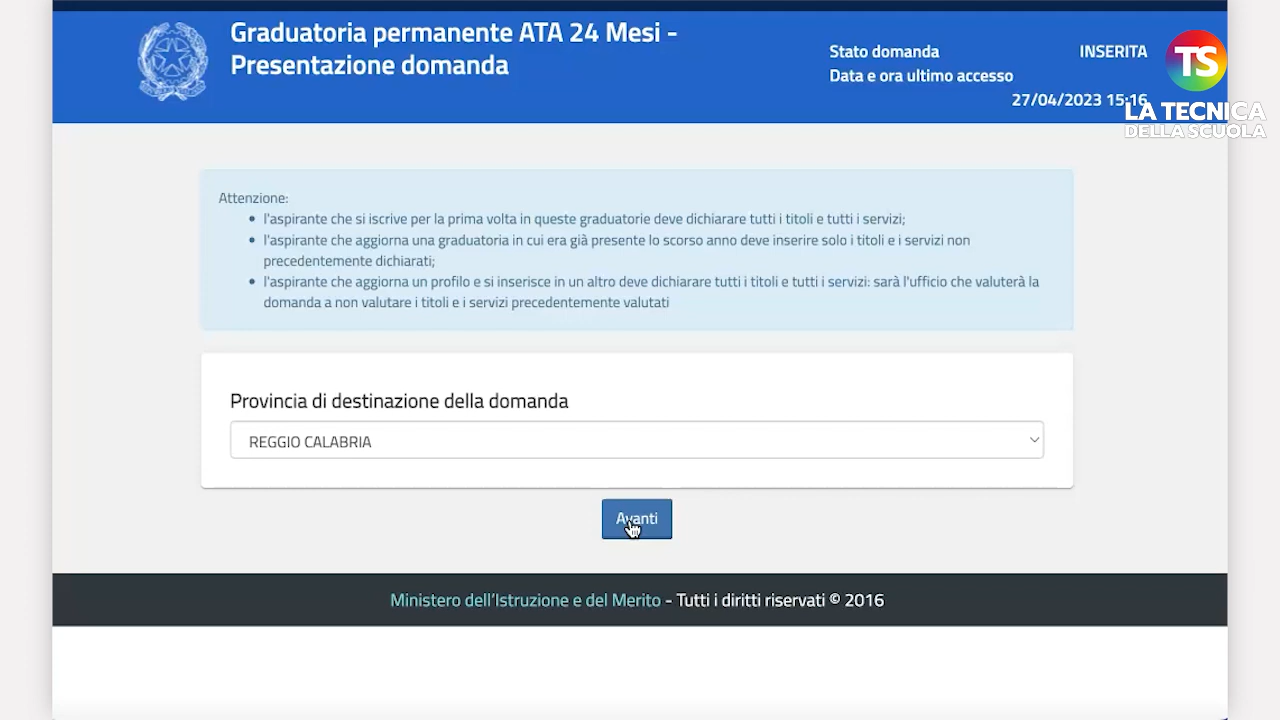 Graduatoria permanente ATA 24 Mesi -
Presentazione domanda
Stato domanda INSERITA
Data e ora ultimo accesso
27/04/2023 15:16
TS
LA TECNICA
DELLA SCUOLA
Attenzione:
• l'aspirante che si iscrive per la prima volta in queste graduatorie deve dichiarare tutti i titoli e tutti i servizi;
• l'aspirante che aggiorna una graduatoria in cui era già presente lo scorso anno deve inserire solo i titoli e i servizi non
precedentemente dichiarati;
• l'aspirante che aggiorna un profilo e si inserisce in un altro deve dichiarare tutti i titoli e tutti i servizi: sarà l'ufficio che valuterà la
domanda a non valutare i titoli e i servizi precedentemente valutati
Provincia di destinazione della domanda
REGGIO CALABRIA
Avanti
Ministero dell'Istruzione e del Merito - Tutti i diritti riservati © 2016